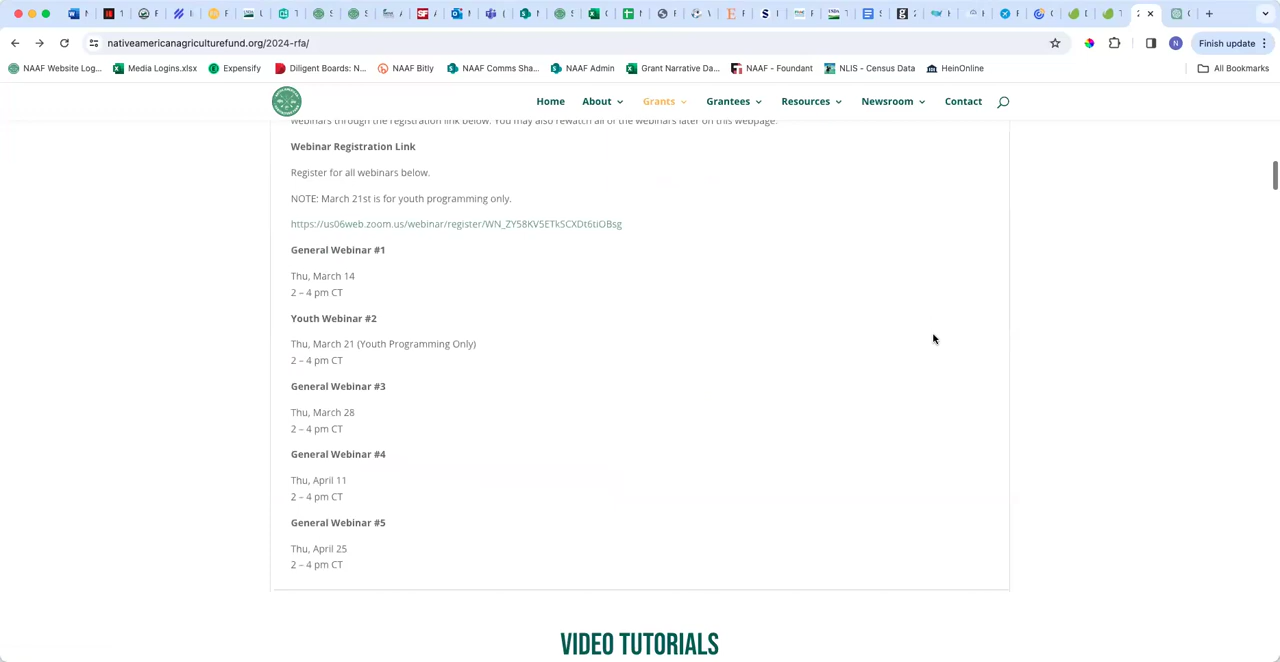 nativeamericanagriculturefund.org/2024-rfa/
Finish update
NAAF Website Log...
Media Logins.xlsx
Expensify
Diligent Boards: N...
NAAF Bitly
NAAF Comms Sha...
NAAF Admin
Grant Narrative Da...
NAAF - Foundant
NLIS - Census Data
HeinOnline
All Bookmarks
Home
About
Grants
Grantees
Resources
Newsroom
Contact
webinars through the registration link below. You may also rewatch all of the webinars later on this webpage.
Webinar Registration Link
Register for all webinars below.
NOTE: March 21st is for youth programming only.
https://us06web.zoom.us/webinar/register/WN_ZY58KV5ETkSCXDt6tiOBsg
General Webinar #1
Thu, March 14
2 – 4 pm CT
Youth Webinar #2
Thu, March 21 (Youth Programming Only)
2 – 4 pm CT
General Webinar #3
Thu, March 28
2 – 4 pm CT
General Webinar #4
Thu, April 11
2 – 4 pm CT
General Webinar #5
Thu, April 25
2 – 4 pm CT
VIDEO TUTORIALS